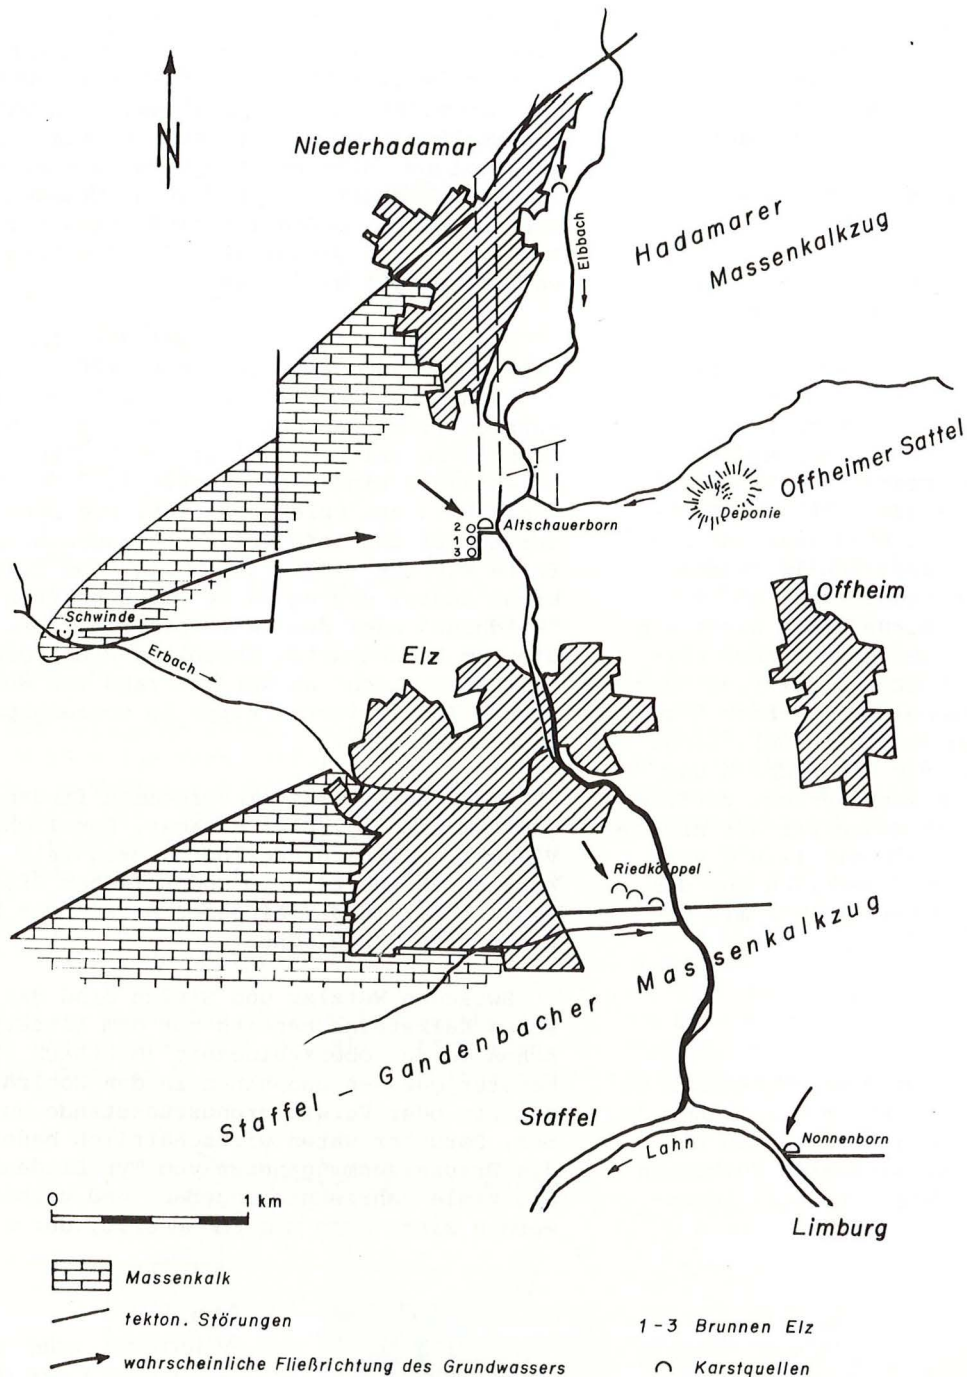 N
Niederhadamar
Hadamarer
Massenkalkzug
Elbbach
Offheimer Sattel
Deponie
2
1
3
Altschauerborn
Offheim
Schwinde
Erbach
Elz
Riedköppel
Staffel - Gandenbacher Massenkalkzug
Staffel
Lahn
Nonnenborn
Limburg
0 1 km
Massenkalk
tekton. Störungen
wahrscheinliche Fließrichtung des Grundwassers
1-3 Brunnen Elz
Karstquellen